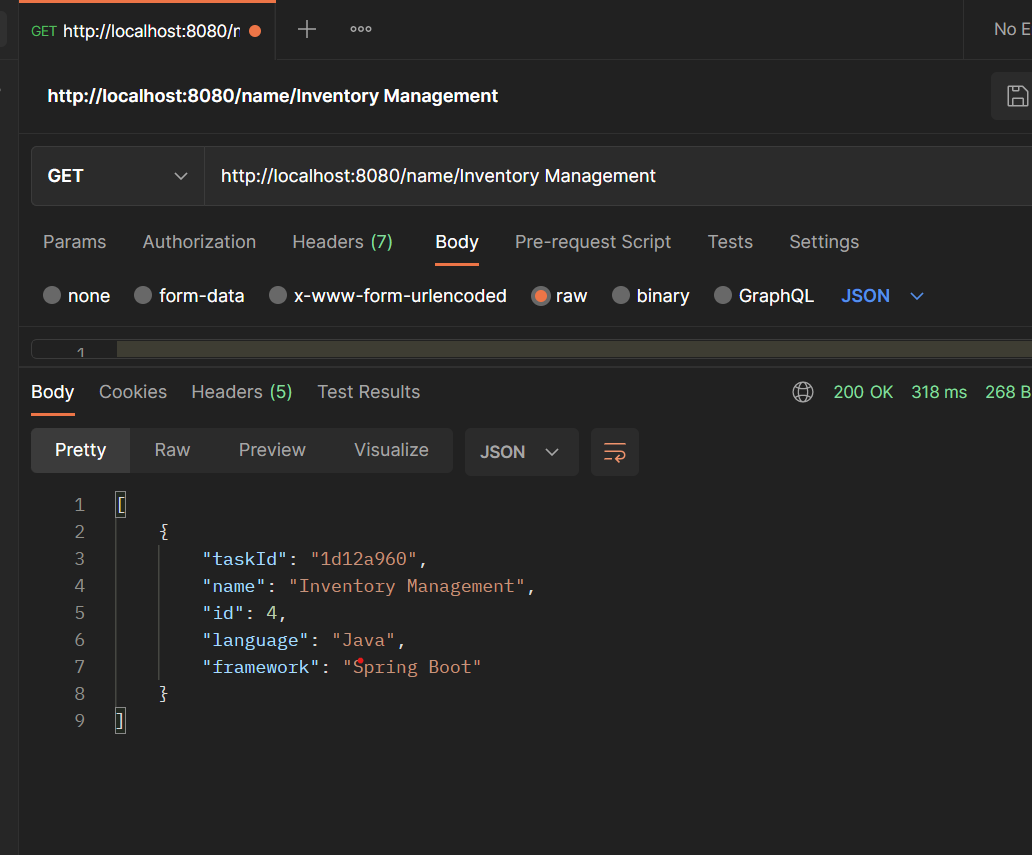 GET http://localhost:8080/n
No E
http://localhost:8080/name/Inventory Management
GET http://localhost:8080/name/Inventory Management
Params Authorization Headers (7) Body Pre-request Script Tests Settings
none form-data x-www-form-urlencoded raw binary GraphQL JSON
1
Body Cookies Headers (5) Test Results 200 OK 318 ms 268 B
Pretty Raw Preview Visualize JSON
1 [
2 {
3 "taskId": "1d12a960",
4 "name": "Inventory Management",
5 "id": 4,
6 "language": "Java",
7 "framework": "Spring Boot"
8 }
9 ]